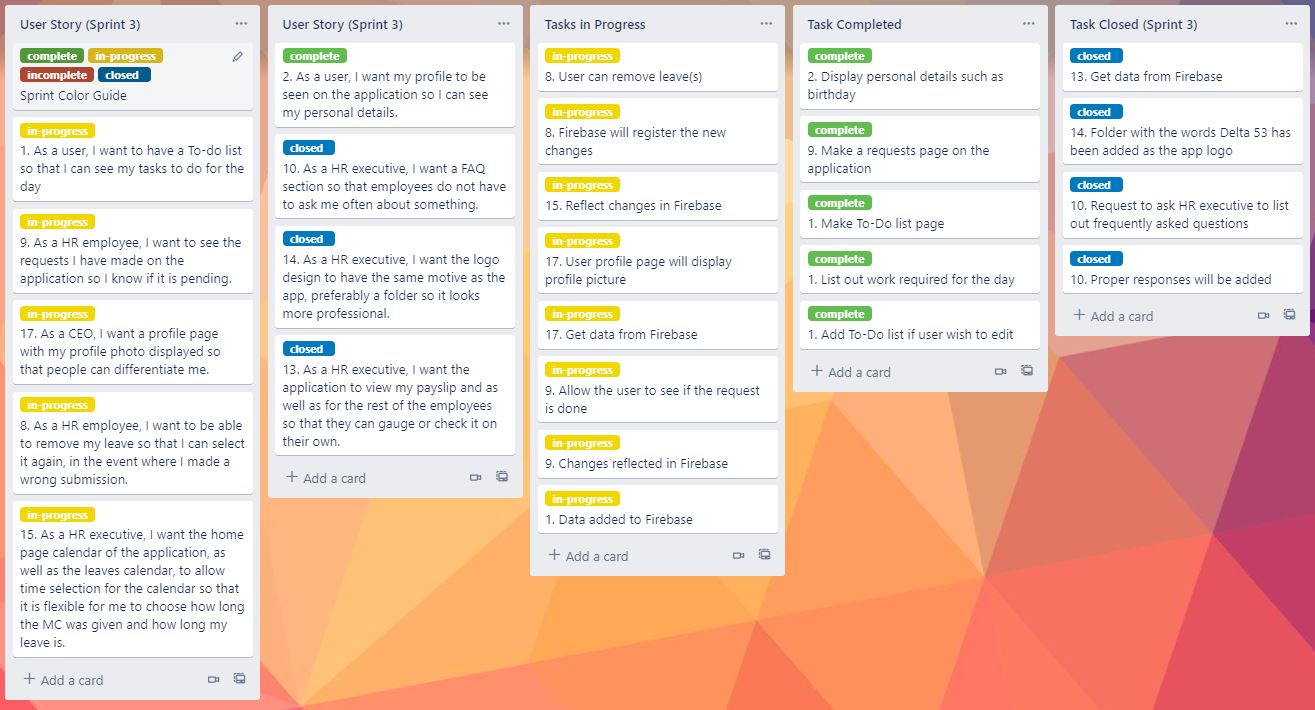 User Story (Sprint 3)
complete in-progress
incomplete closed
Sprint Color Guide
in-progress
1. As a user, I want to have a To-do list
so that I can see my tasks to do for the
day
in-progress
9. As a HR employee, I want to see the
requests I have made on the
application so I know if it is pending.
in-progress
17. As a CEO, I want a profile page
with my profile photo displayed so
that people can differentiate me.
in-progress
8. As a HR employee, I want to be able
to remove my leave so that I can select
it again, in the event where I made a
wrong submission.
in-progress
15. As a HR executive, I want the home
page calendar of the application, as
well as the leaves calendar, to allow
time selection for the calendar so that
it is flexible for me to choose how long
the MC was given and how long my
leave is.
+ Add a card
User Story (Sprint 3)
complete
2. As a user, I want my profile to be
seen on the application so I can see
my personal details.
closed
10. As a HR executive, I want a FAQ
section so that employees do not have
to ask me often about something.
closed
14. As a HR executive, I want the logo
design to have the same motive as the
app, preferably a folder so it looks
more professional.
closed
13. As a HR executive, I want the
application to view my payslip and as
well as for the rest of the employees
so that they can gauge or check it on
their own.
+ Add a card
Tasks in Progress
in-progress
8. User can remove leave(s)
in-progress
8. Firebase will register the new
changes
in-progress
15. Reflect changes in Firebase
in-progress
17. User profile page will display
profile picture
in-progress
17. Get data from Firebase
in-progress
9. Allow the user to see if the request
is done
in-progress
9. Changes reflected in Firebase
in-progress
1. Data added to Firebase
+ Add a card
Task Completed
complete
2. Display personal details such as
birthday
complete
9. Make a requests page on the
application
complete
1. Make To-Do list page
complete
1. List out work required for the day
complete
1. Add To-Do list if user wish to edit
+ Add a card
Task Closed (Sprint 3)
closed
13. Get data from Firebase
closed
14. Folder with the words Delta 53 has
been added as the app logo
closed
10. Request to ask HR executive to list
out frequently asked questions
closed
10. Proper responses will be added
+ Add a card